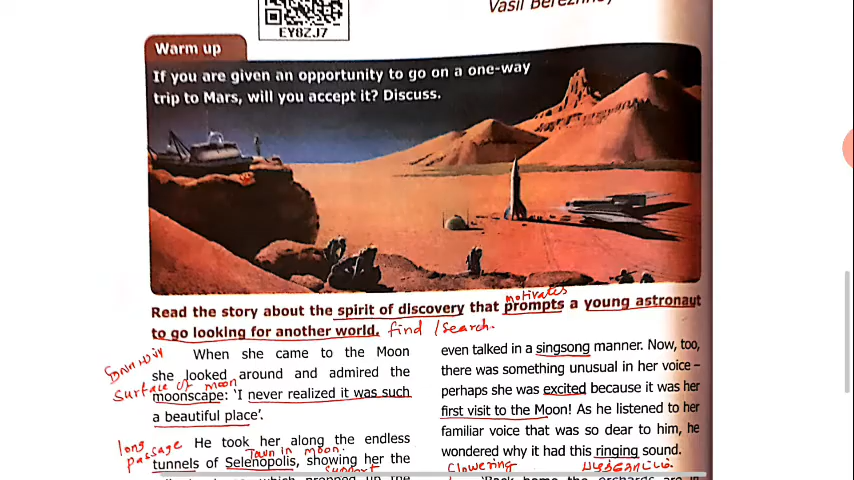 Vasil Berezhnoy
EY8ZJ7
Warm up
If you are given an opportunity to go on a one-way
trip to Mars, will you accept it? Discuss.
motivates
Read the story about the spirit of discovery that prompts a young astronaut
to go looking for another world. find / search.
When she came to the Moon
she looked around and admired the
surface of moon
moonscape: 'I never realized it was such
a beautiful place'.
long
passage
He took her along the endless
Town in moon.
tunnels of Selenopolis, showing her the
support
even talked in a singsong manner. Now, too,
there was something unusual in her voice –
perhaps she was excited because it was her
first visit to the Moon! As he listened to her
familiar voice that was so dear to him, he
wondered why it had this ringing sound.
Clowering